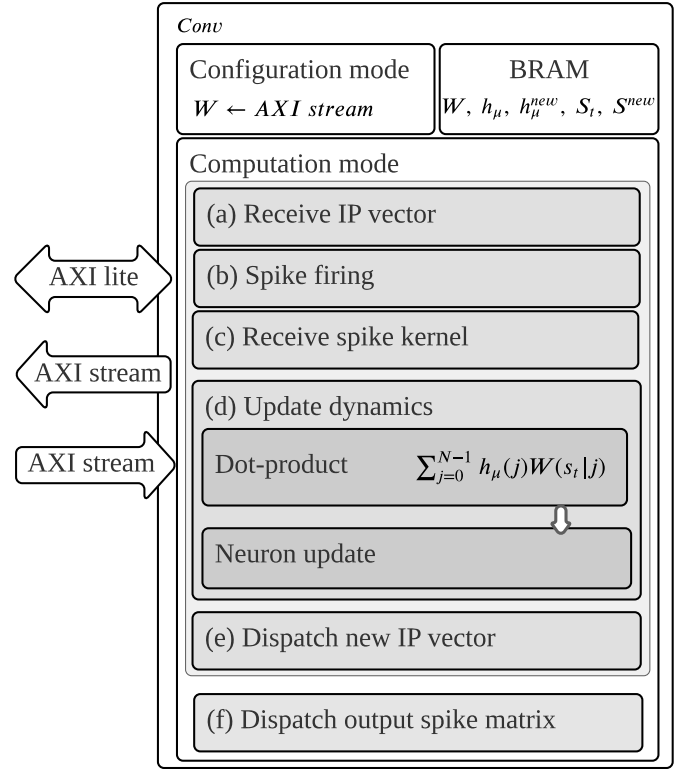 Conv
Configuration mode
W ← AXI stream
BRAM
W, h_μ, h_μ^{new}, S_t, S^{new}
Computation mode
(a) Receive IP vector
(b) Spike firing
(c) Receive spike kernel
(d) Update dynamics
Dot-product ∑_{j=0}^{N−1} h_μ(j)W(s_t|j)
Neuron update
(e) Dispatch new IP vector
(f) Dispatch output spike matrix
AXI lite
AXI stream
AXI stream